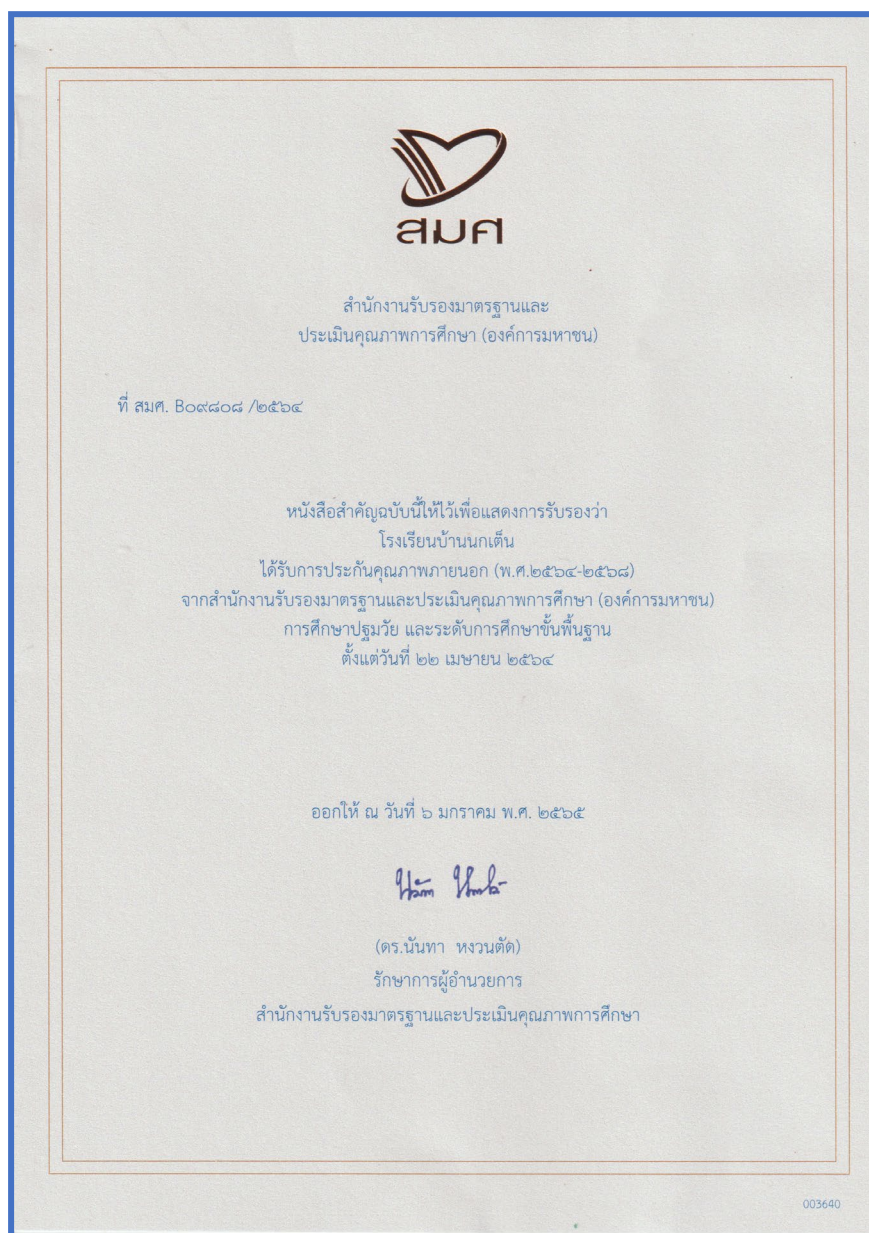 สมศ
สำนักงานรับรองมาตรฐานและ
ประเมินคุณภาพการศึกษา (องค์การมหาชน)
ที่ สมศ. B๐๙๘๐๘ /๒๕๖๔
หนังสือสำคัญฉบับนี้ให้ไว้เพื่อแสดงการรับรองว่า
โรงเรียนบ้านนกเต็น
ได้รับการประกันคุณภาพภายนอก (พ.ศ.๒๕๖๔-๒๕๖๘)
จากสำนักงานรับรองมาตรฐานและประเมินคุณภาพการศึกษา (องค์การมหาชน)
การศึกษาปฐมวัย และระดับการศึกษาขั้นพื้นฐาน
ตั้งแต่วันที่ ๒๒ เมษายน ๒๕๖๔
ออกให้ ณ วันที่ ๖ มกราคม พ.ศ. ๒๕๖๕
(ดร.นันทา หงวนตัด)
รักษาการผู้อำนวยการ
สำนักงานรับรองมาตรฐานและประเมินคุณภาพการศึกษา
003640